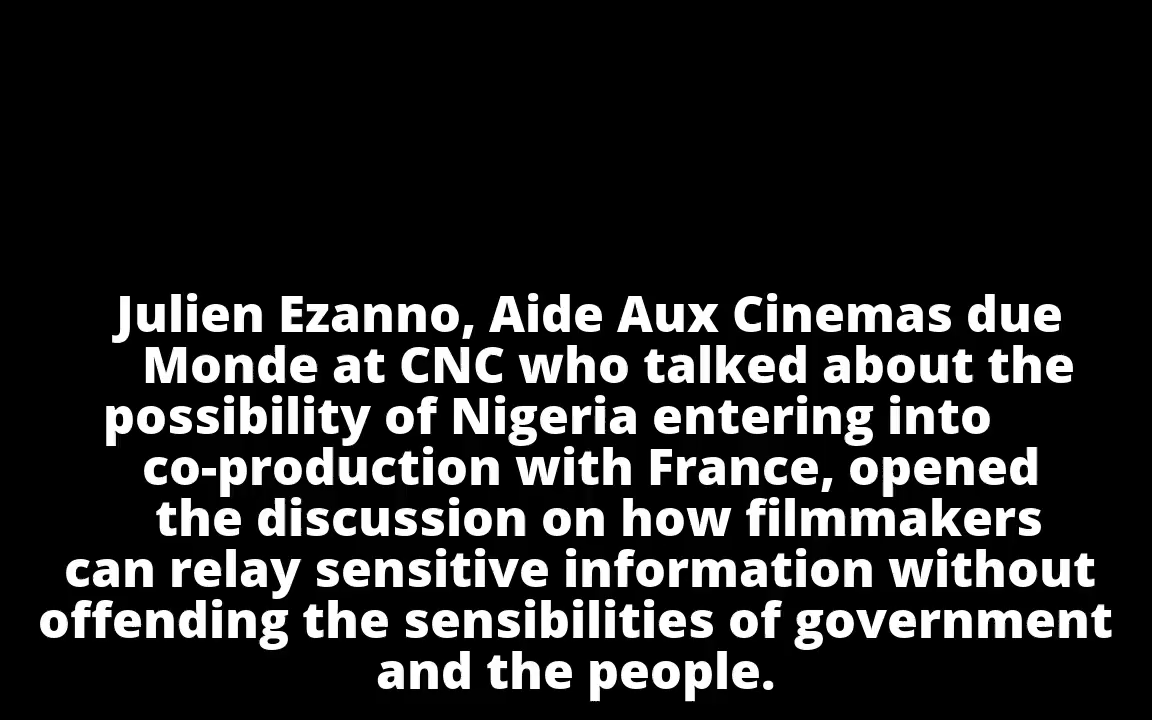 Julien Ezanno, Aide Aux Cinemas due
Monde at CNC who talked about the
possibility of Nigeria entering into
co-production with France, opened
the discussion on how filmmakers
can relay sensitive information without
offending the sensibilities of government
and the people.